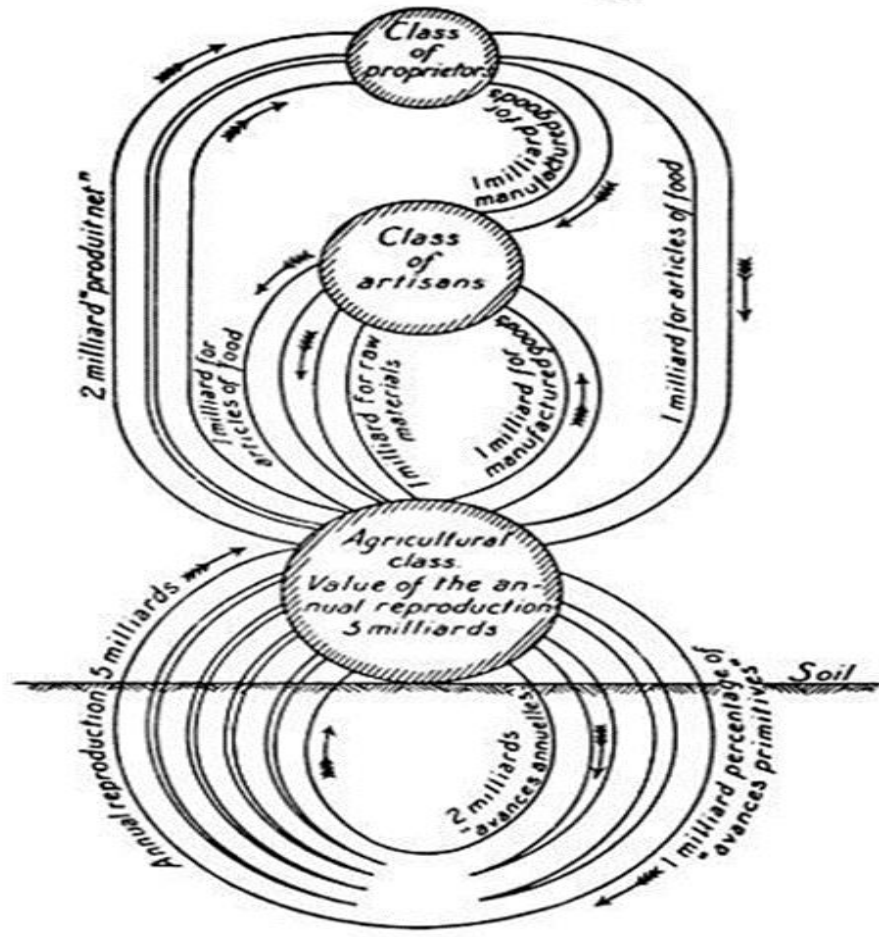 Class
of
proprietors
1 milliard for
manufactured goods
2 milliard "produit net"
1 milliard for articles of food
Class
of
artisans
1 milliard for
articles of food
1 milliard for raw
materials
1 milliard for
manufactured goods
Agricultural
class.
Value of the an-
nual reproduction
5 milliards
Annual reproduction 5 milliards
Soil
2 milliards
"avances annuelles"
1 milliard percentage of
"avances primitives"